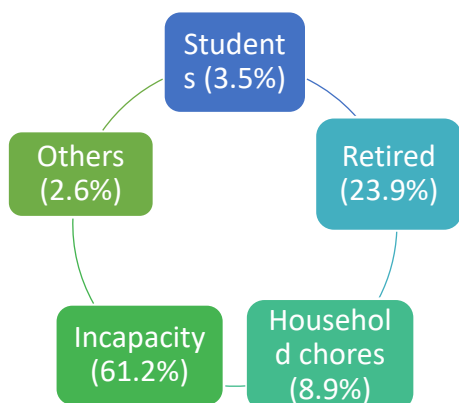 Student
s (3.5%)
Others
(2.6%)
Retired
(23.9%)
Incapacity
(61.2%)
Househol
d chores
(8.9%)